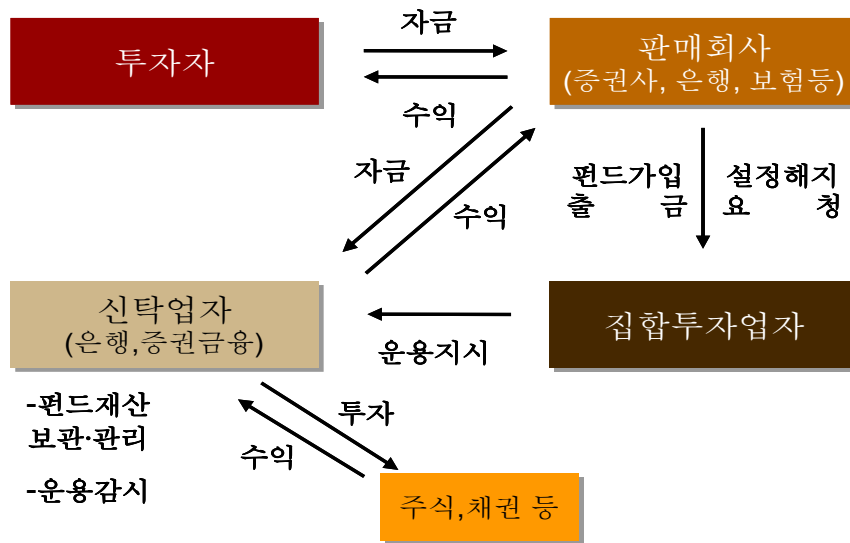 투자자
자금
수익
판매회사
(증권사, 은행, 보험등)
자금
수익
펀드가입
출 금
설정해지
요 청
신탁업자
(은행,증권금융)
운용지시
집합투자업자
-펀드재산
보관·관리
-운용감시
투자
수익
주식,채권 등